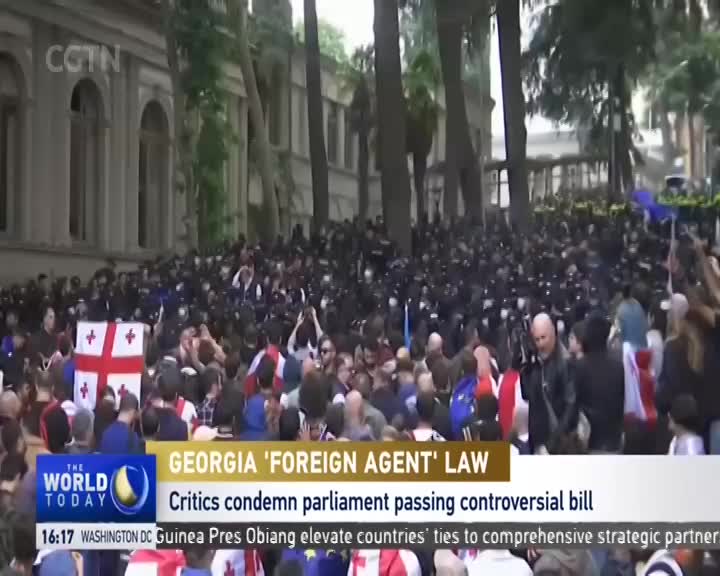 CGTN
GEORGIA 'FOREIGN AGENT' LAW
THE
WORLD
TODAY
Critics condemn parliament passing controversial bill
16:17 WASHINGTON DC
Guinea Pres Obiang elevate countries' ties to comprehensive strategic partner